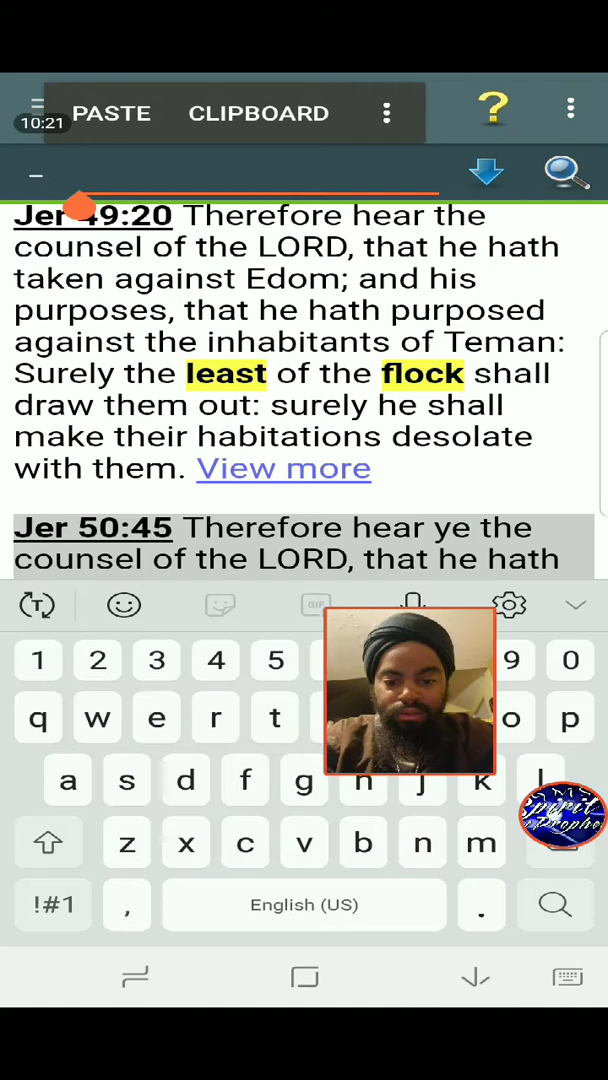 PASTE CLIPBOARD
?
10:21
Jer 49:20 Therefore hear the
counsel of the LORD, that he hath
taken against Edom; and his
purposes, that he hath purposed
against the inhabitants of Teman:
Surely the least of the flock shall
draw them out: surely he shall
make their habitations desolate
with them. View more
Jer 50:45 Therefore hear ye the
counsel of the LORD, that he hath
T GIF
1 2 3 4 5 9 0
q w e r t o p
a s d f g h j k l
Spirit
z x c v b n m
!#1 , English (US) .